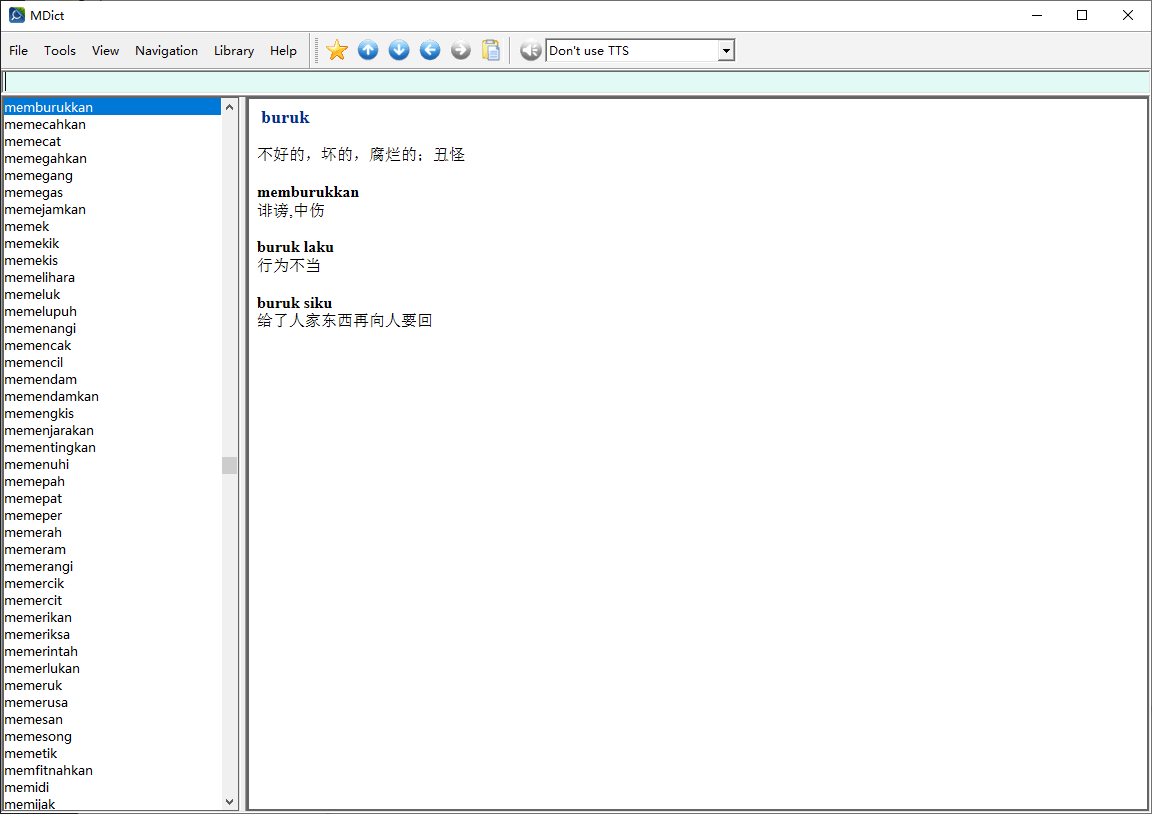 MDict
File Tools View Navigation Library Help Don't use TTS
memburukkan
memecahkan
memecat
memegahkan
memegang
memegas
memejamkan
memek
memekik
memekis
memelihara
memeluk
memelupuh
memenangi
memencak
memencil
memendam
memendamkan
memengkis
memenjarakan
mementingkan
memenuhi
memepah
memepat
memeper
memerah
memeram
memerangi
memercik
memercit
memerikan
memeriksa
memerintah
memerlukan
memeruk
memerusa
memesan
memesong
memetik
memfitnahkan
memidi
memijak
buruk
不好的，坏的，腐烂的；丑怪
memburukkan
诽谤,中伤
buruk laku
行为不当
buruk siku
给了人家东西再向人要回